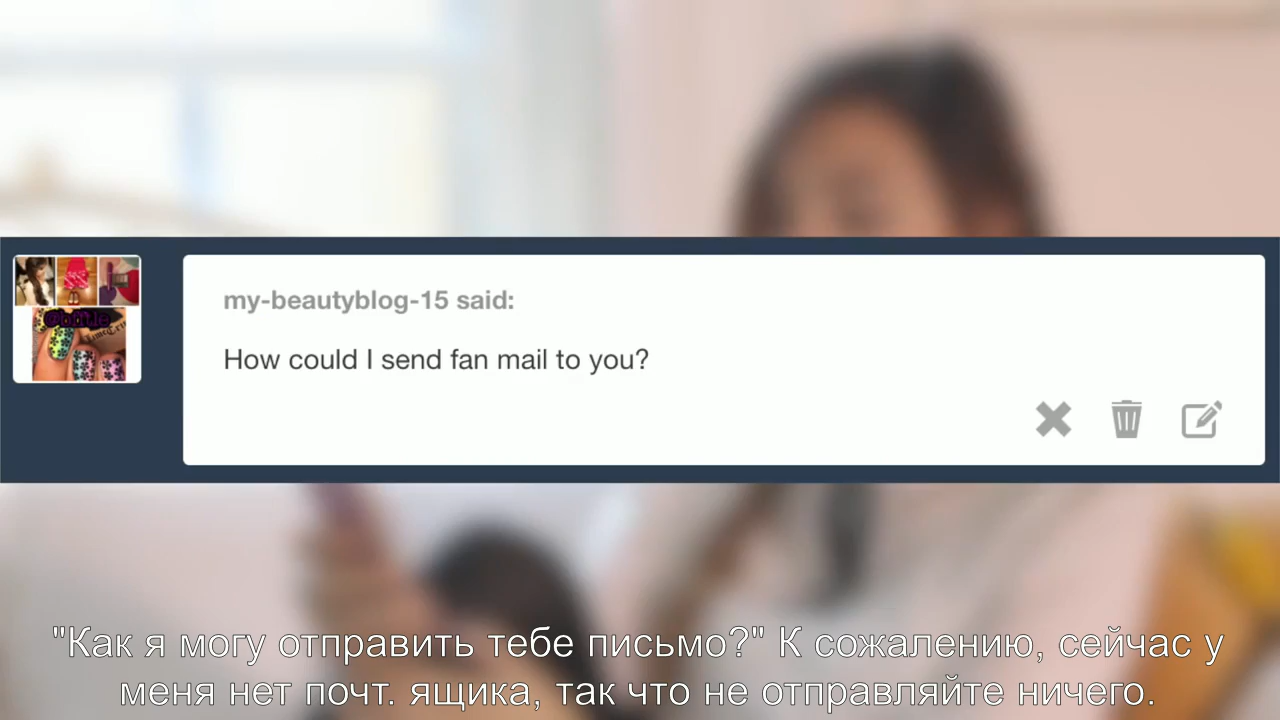 my-beautyblog-15 said:
How could I send fan mail to you?
"Как я могу отправить тебе письмо?" К сожалению, сейчас у
меня нет почт. ящика, так что не отправляйте ничего.